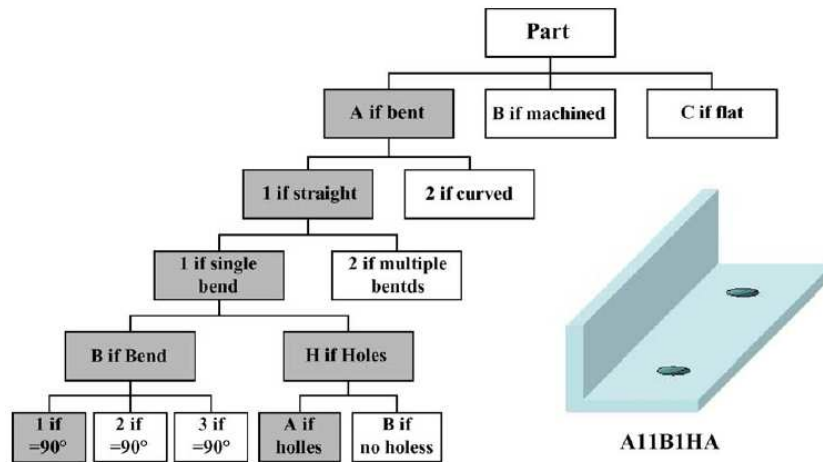 Part
A if bent
B if machined
C if flat
1 if straight
2 if curved
1 if single
bend
2 if multiple
bentds
B if Bend
H if Holes
1 if
=90°
2 if
=90°
3 if
=90°
A if
holles
B if
no holess
A11B1HA